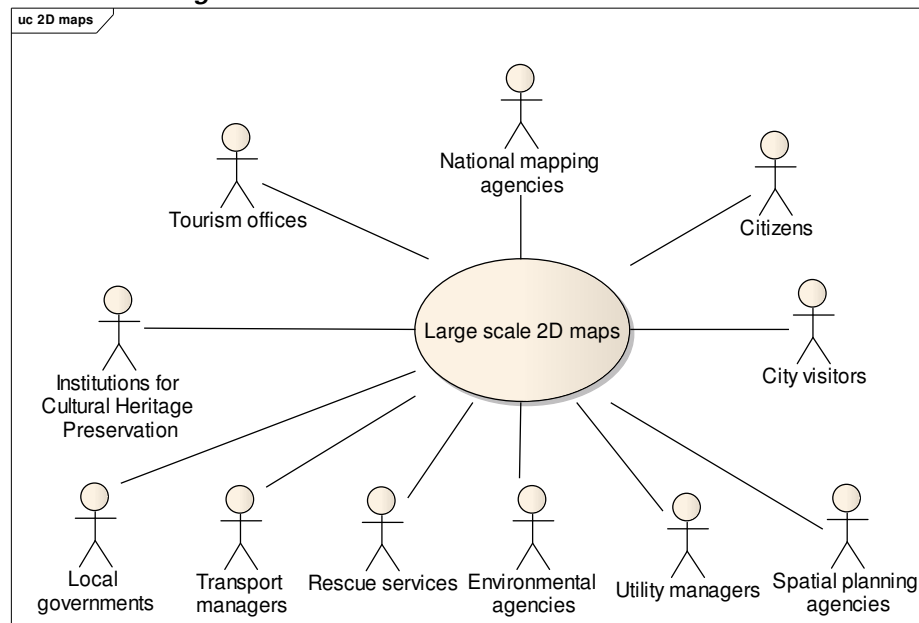 uc 2D maps
National mapping
agencies
Tourism offices
Citizens
Large scale 2D maps
City visitors
Institutions for
Cultural Heritage
Preservation
Local
governments
Transport
managers
Rescue services
Environmental
agencies
Utility managers
Spatial planning
agencies